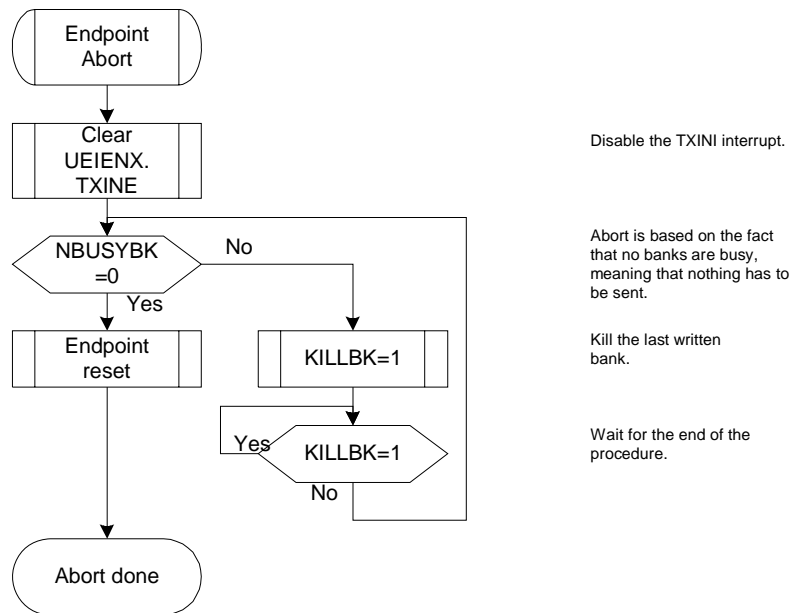 Endpoint
Abort
Clear
UEIENX.
TXINE
Disable the TXINI interrupt.
NBUSYBK
=0
No
Yes
Abort is based on the fact
that no banks are busy,
meaning that nothing has to
be sent.
Endpoint
reset
KILLBK=1
Kill the last written
bank.
Yes
KILLBK=1
No
Wait for the end of the
procedure.
Abort done